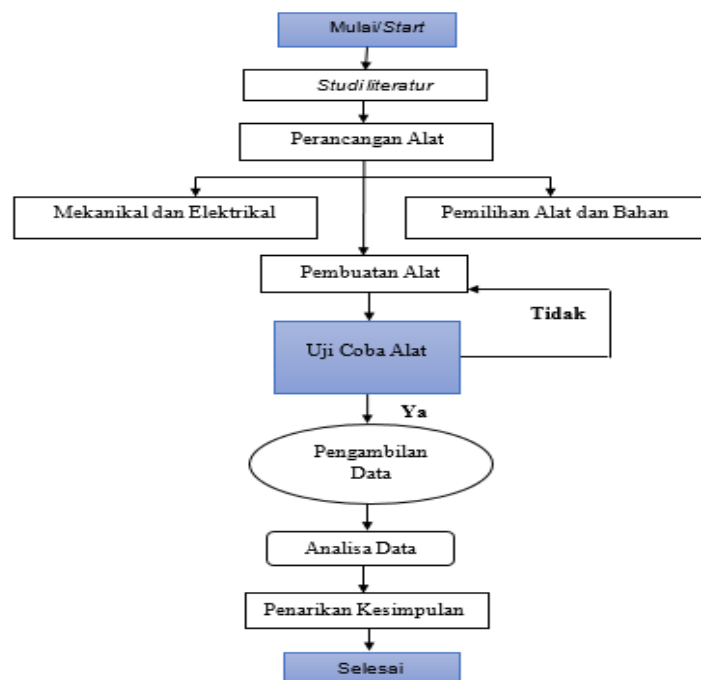 Mulai/Start
Studi literatur
Perancangan Alat
Mekanikal dan Elektrikal
Pemilihan Alat dan Bahan
Pembuatan Alat
Tidak
Uji Coba Alat
Ya
Pengambilan
Data
Analisa Data
Penarikan Kesimpulan
Selesai